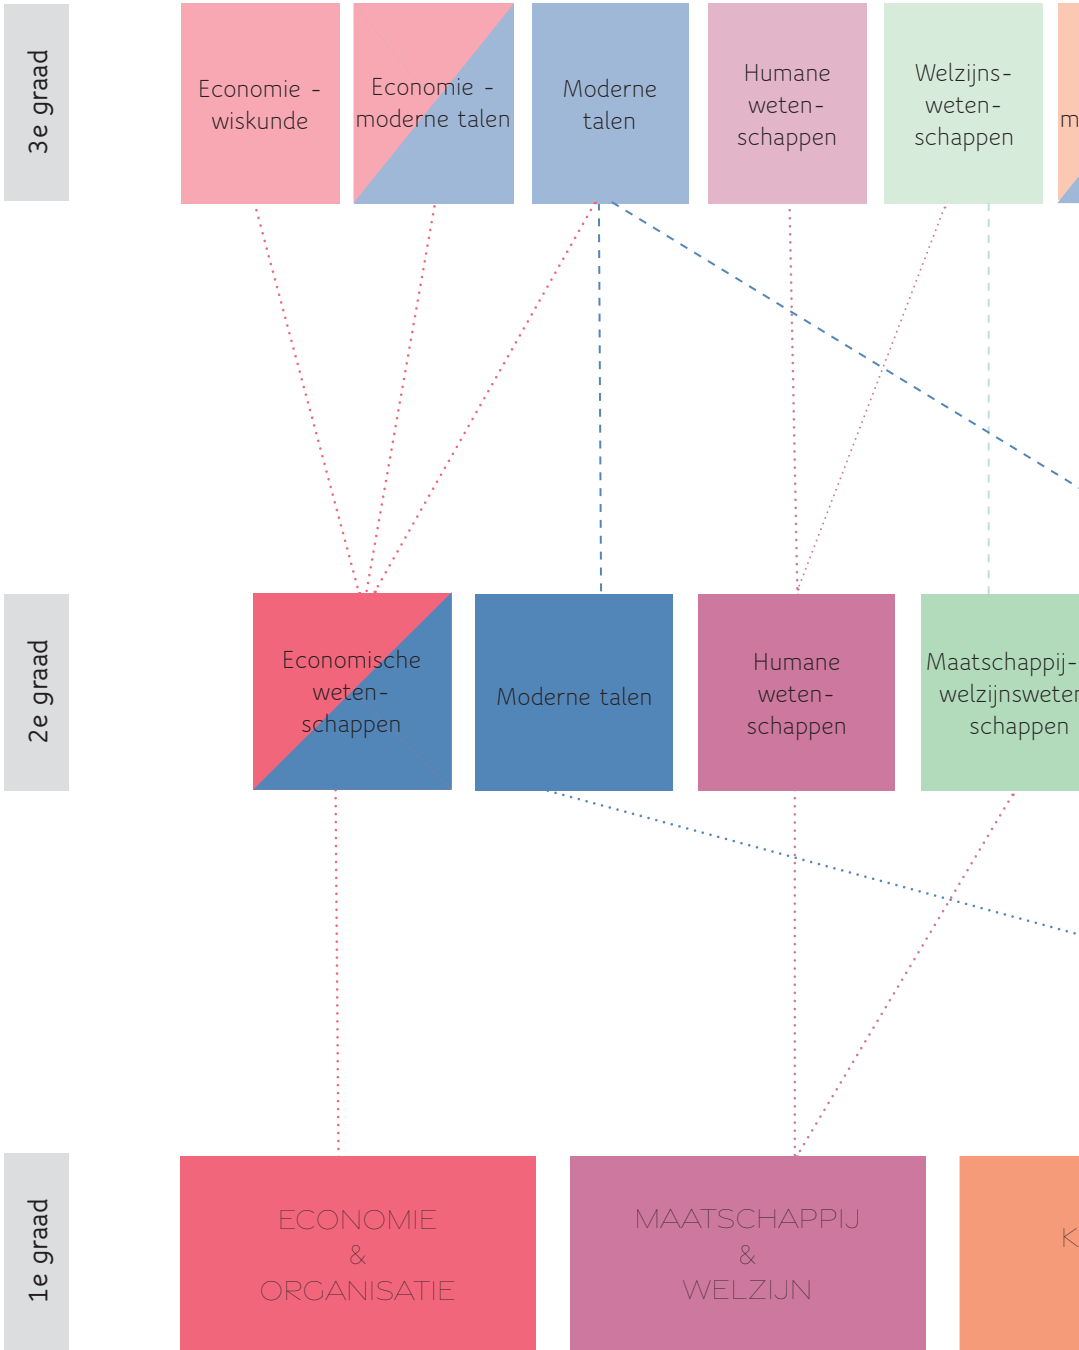 3e graad
Economie -
wiskunde
Economie -
moderne talen
Moderne
talen
Humane
weten-
schappen
Welzijns-
weten-
schappen
m
2e graad
Economische
weten-
schappen
Moderne talen
Humane
weten-
schappen
Maatschappij-
welzijnsweten
schappen
1e graad
ECONOMIE
&
ORGANISATIE
MAATSCHAPPIJ
&
WELZIJN
K